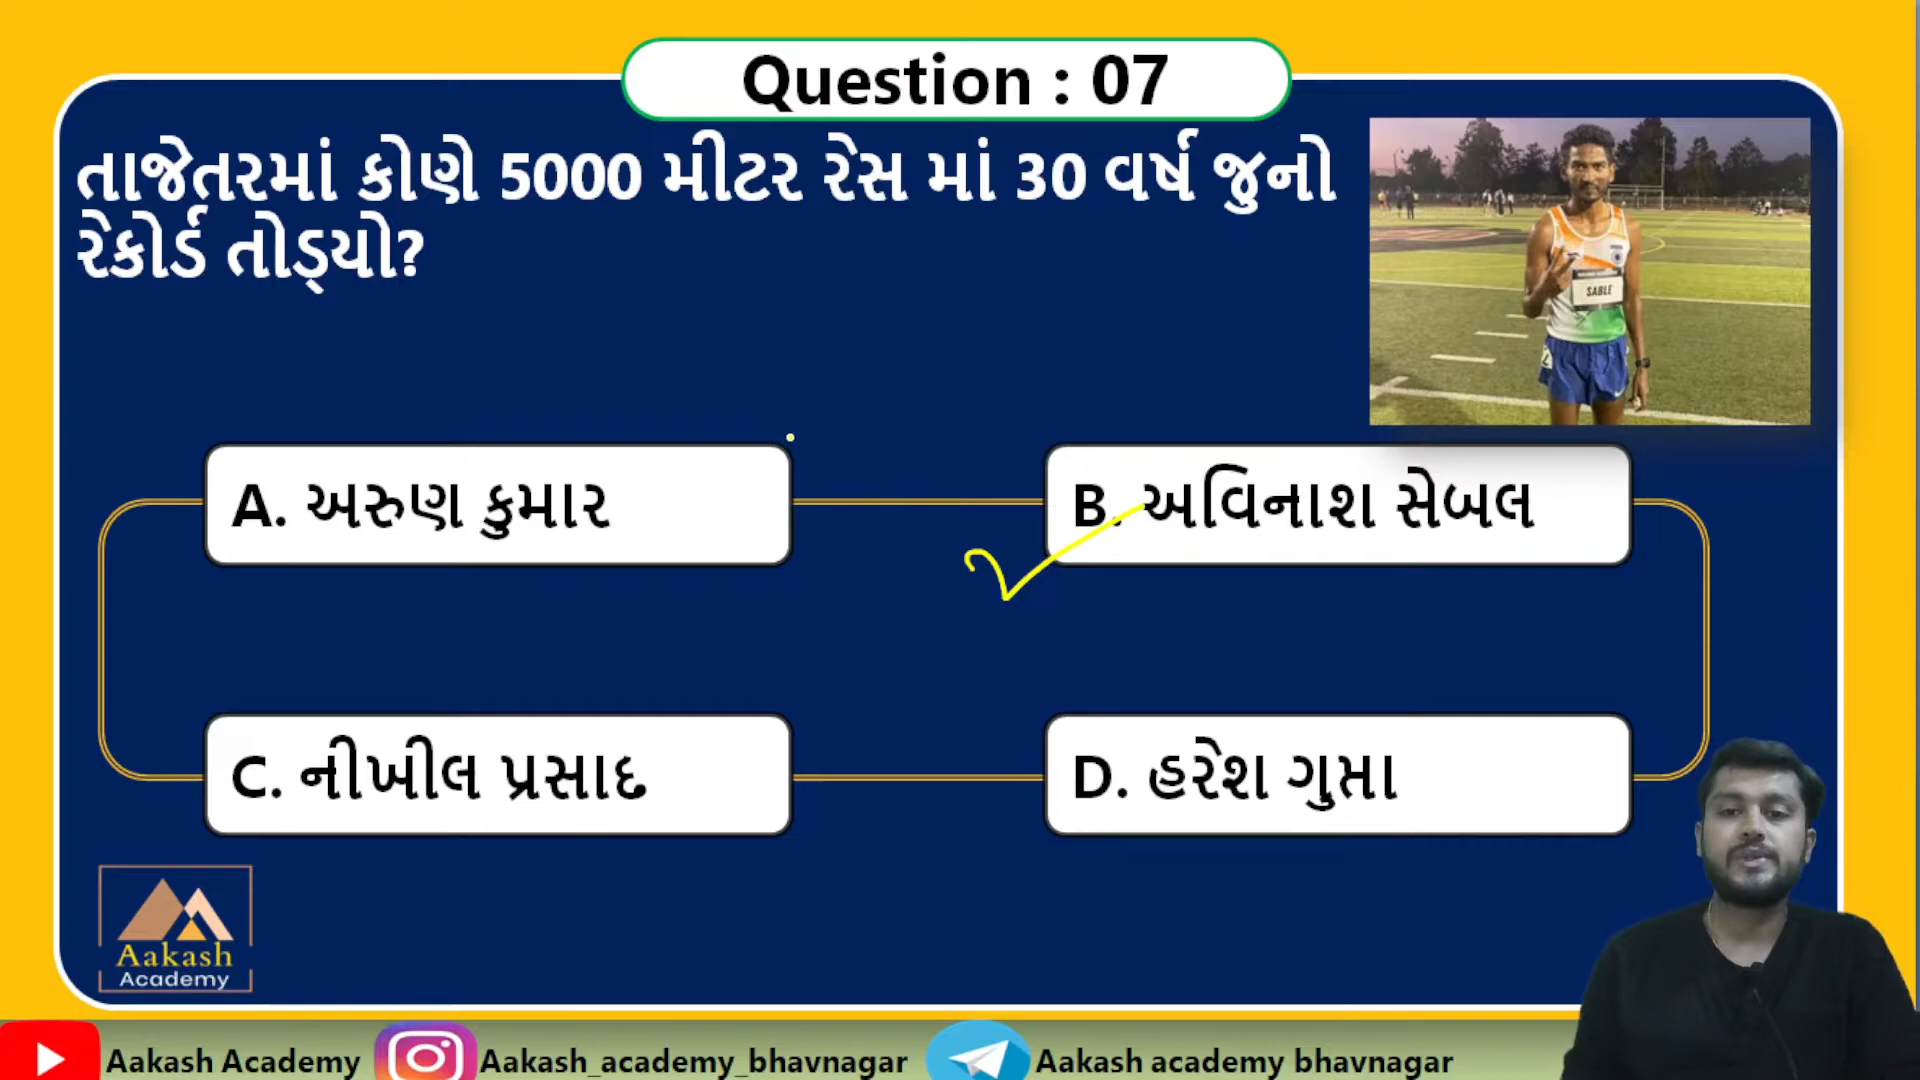 Question : 07
તાજેતરમાં કોણે 5000 મીટર રેસ માં 30 વર્ષ જુનો
રેકોર્ડ તોડ્યો?
SABLE
A. અરુણ કુમાર
B. અવિનાશ સેબલ
C. નીખીલ પ્રસાદ
D. હરેશ ગુપ્તા
Aakash
Academy
Aakash Academy
Aakash_academy_bhavnagar
Aakash academy bhavnagar